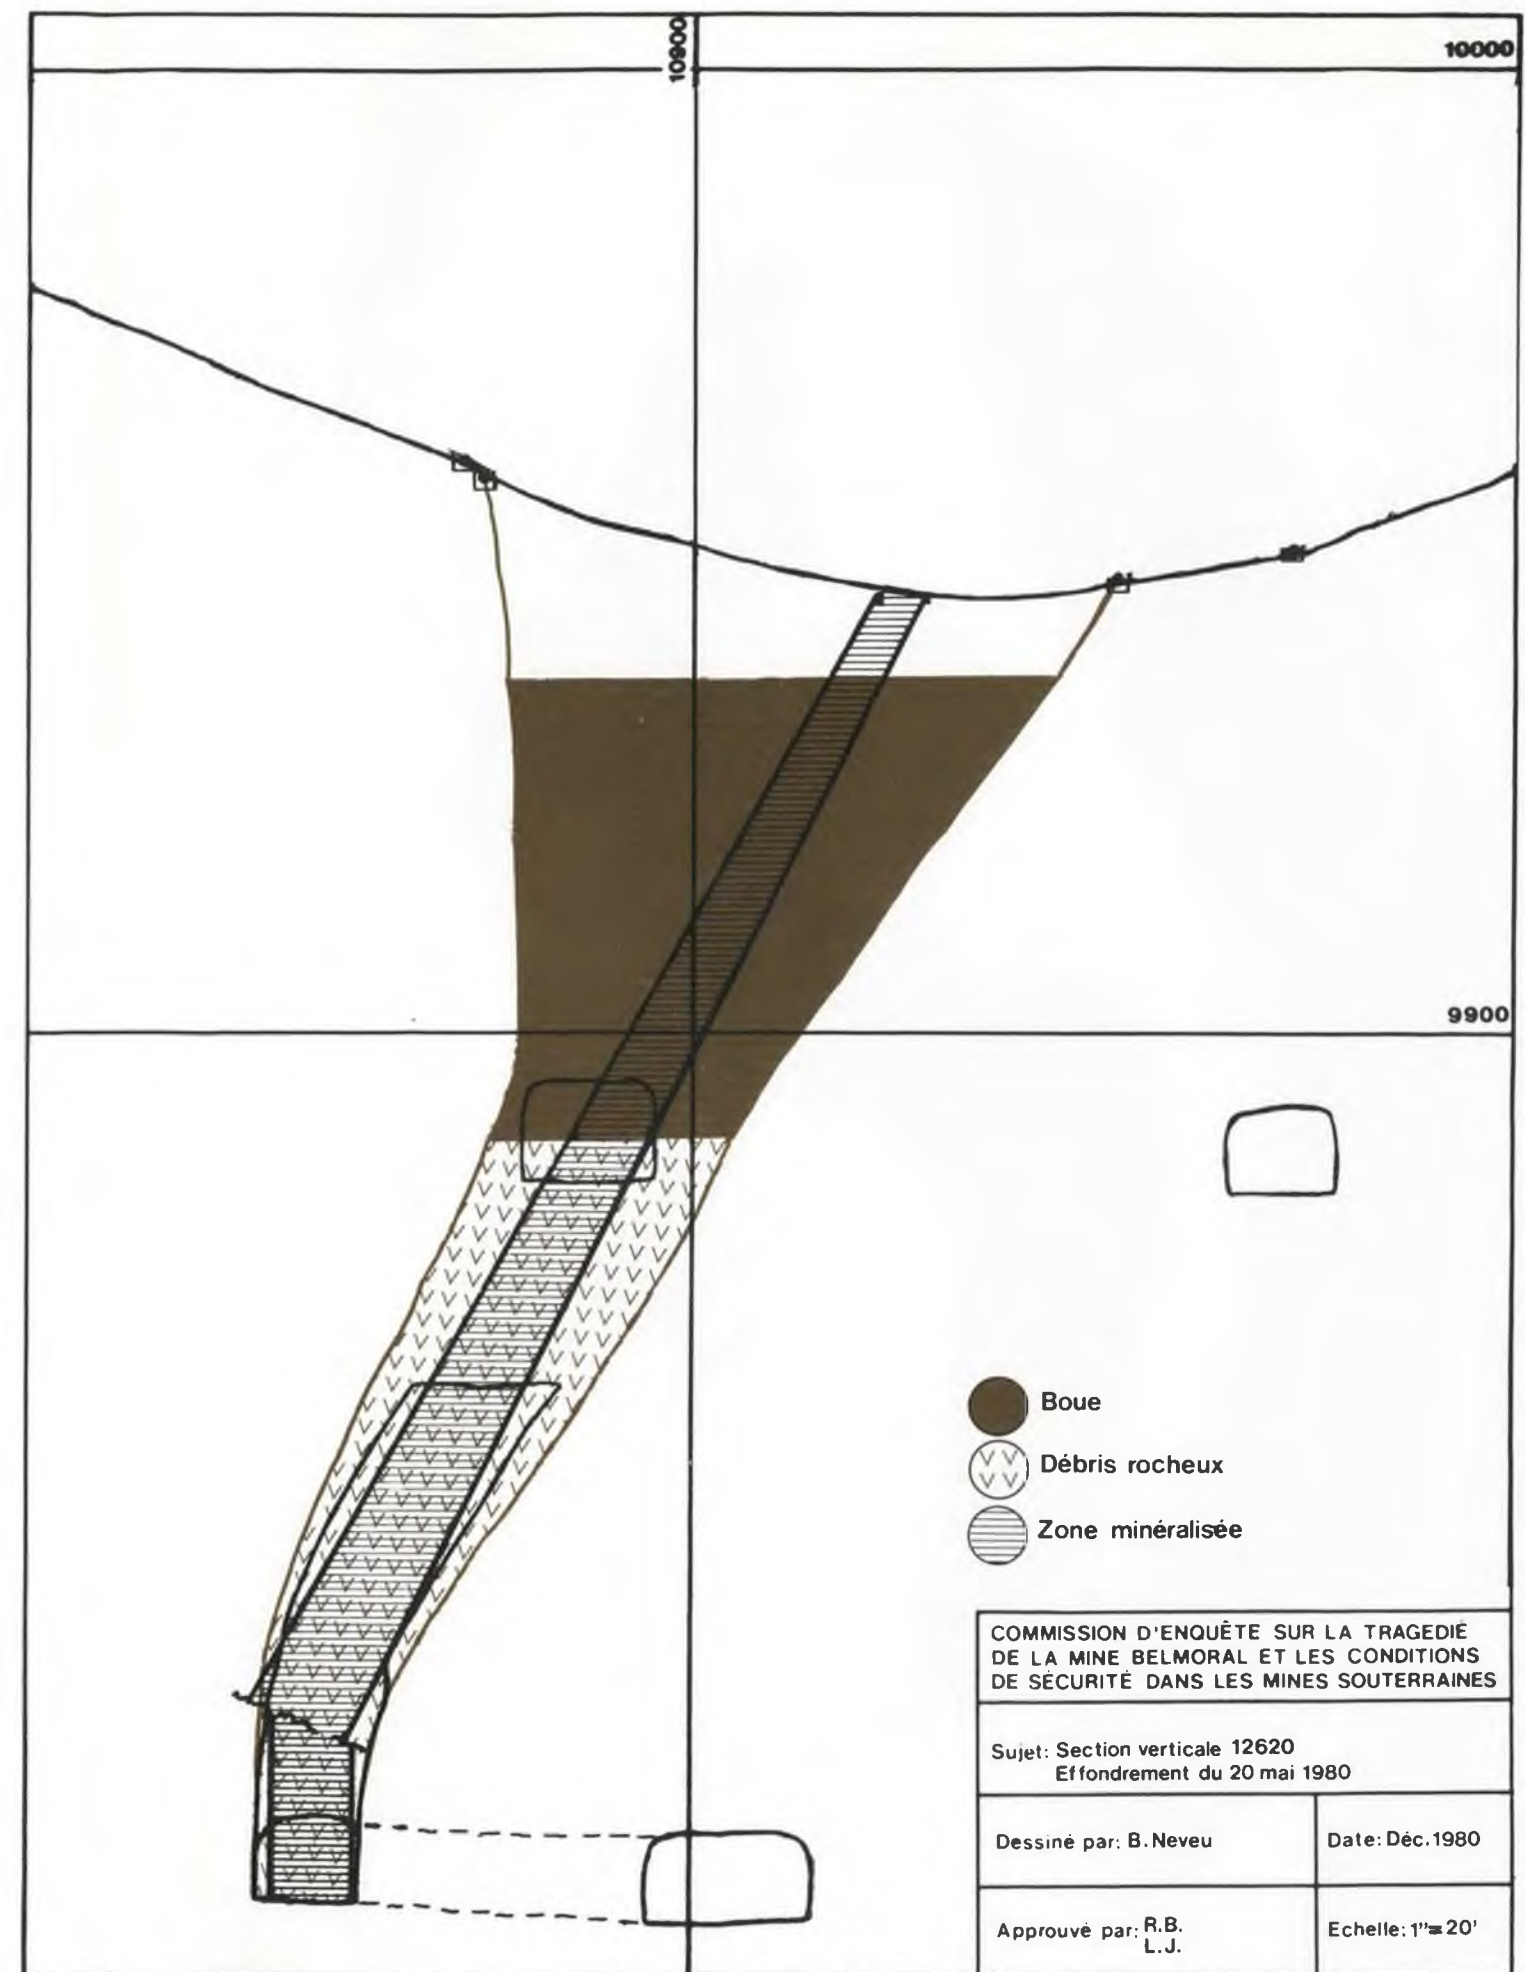 10900
10000
9900
Boue
Débris rocheux
Zone minéralisée
COMMISSION D'ENQUÊTE SUR LA TRAGEDIE
DE LA MINE BELMORAL ET LES CONDITIONS
DE SÉCURITÉ DANS LES MINES SOUTERRAINES
Sujet: Section verticale 12620
Effondrement du 20 mai 1980
Dessiné par: B. Neveu
Date: Déc. 1980
Approuvé par: R.B.
L.J.
Echelle: 1"=20'